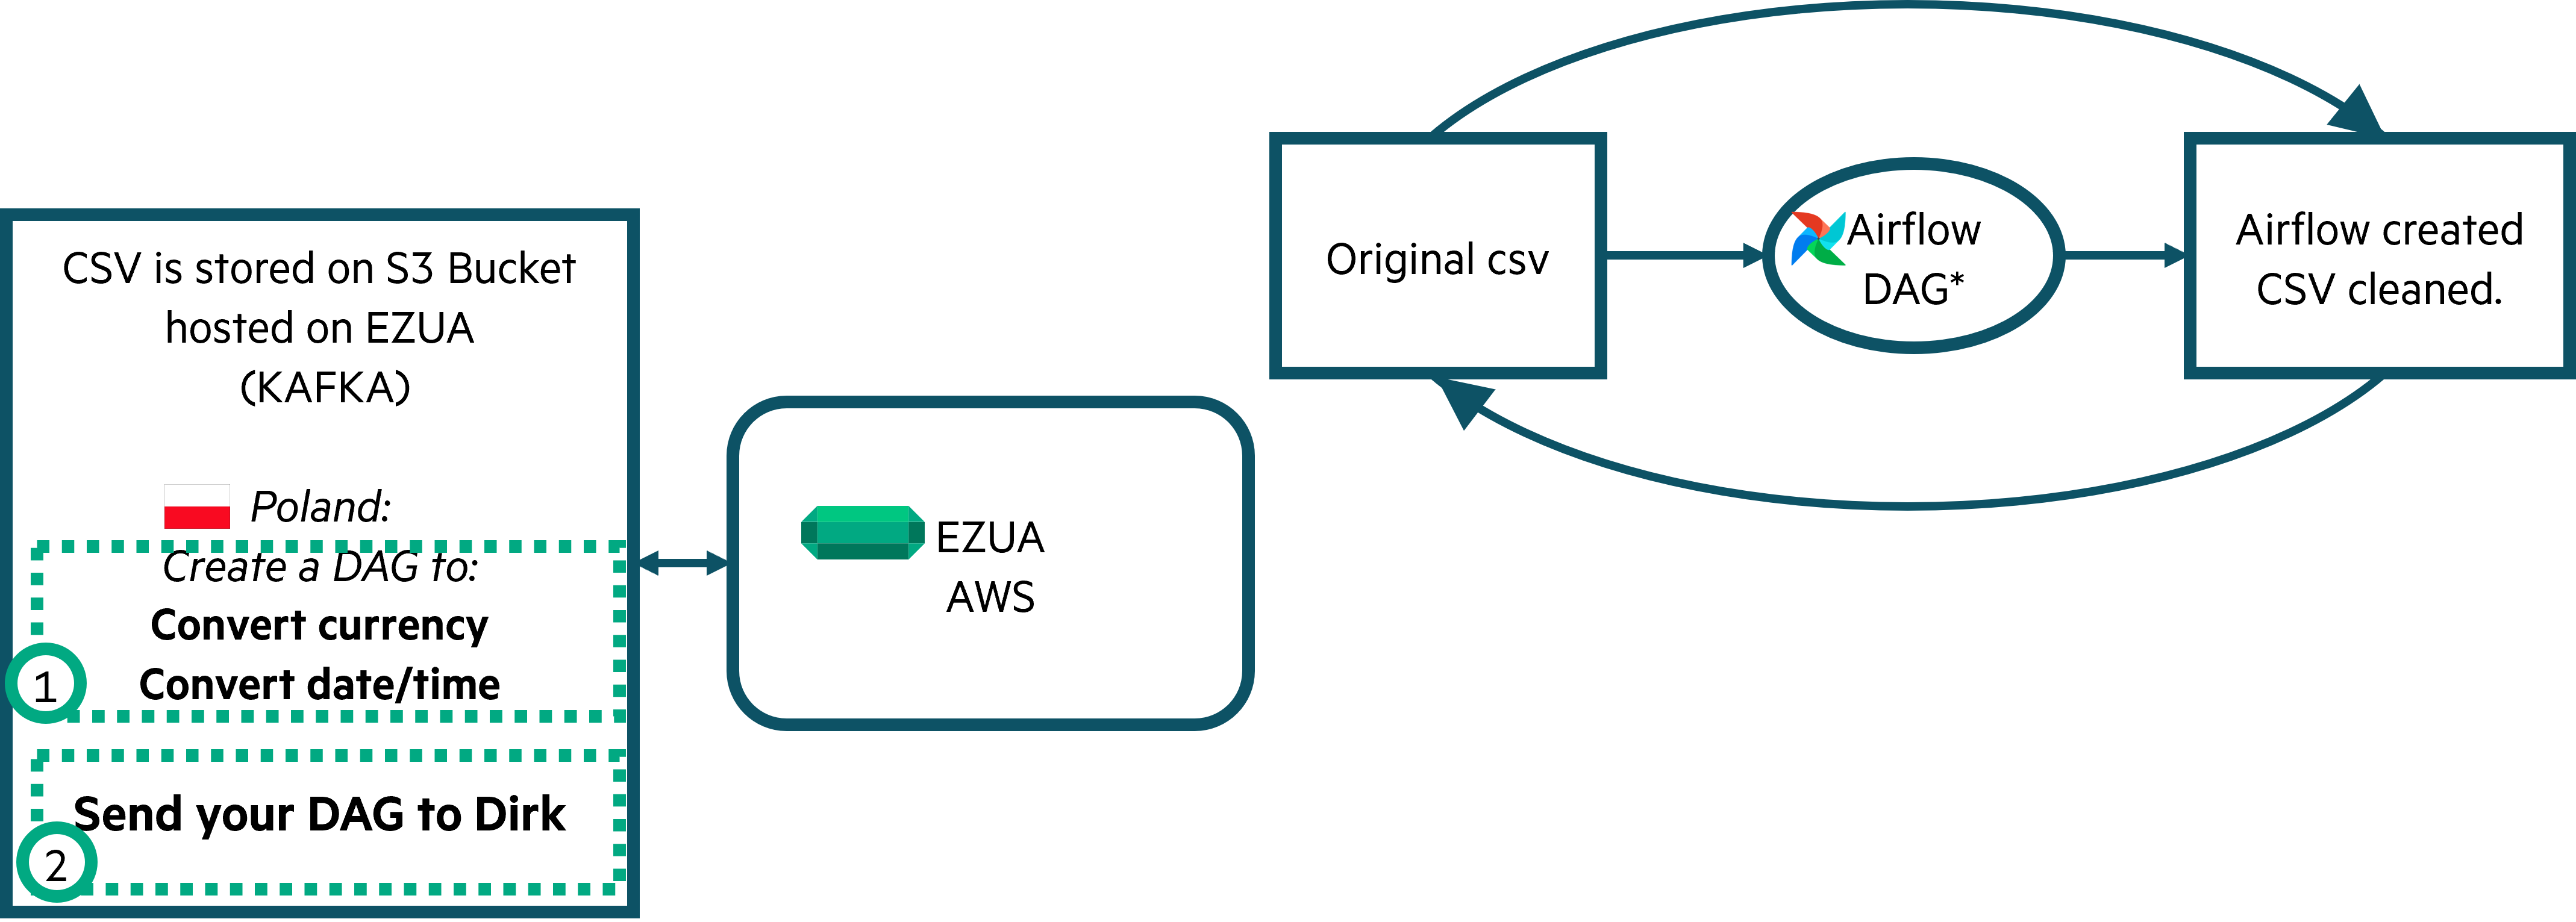 CSV is stored on S3 Bucket
hosted on EZUA
(KAFKA)
Poland:
Create a DAG to:
Convert currency
Convert date/time
1
Send your DAG to Dirk
2
EZUA
AWS
Original csv
Airflow
DAG*
Airflow created
CSV cleaned.